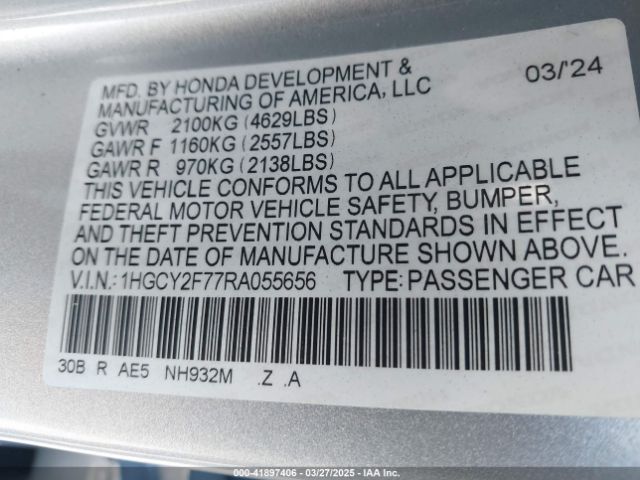 MFD. BY HONDA DEVELOPMENT & 03/'24
MANUFACTURING OF AMERICA, LLC
GVWR 2100KG (4629LBS)
GAWR F 1160KG (2557LBS)
GAWR R 970KG (2138LBS)
THIS VEHICLE CONFORMS TO ALL APPLICABLE
FEDERAL MOTOR VEHICLE SAFETY, BUMPER,
AND THEFT PREVENTION STANDARDS IN EFFECT
ON THE DATE OF MANUFACTURE SHOWN ABOVE.
V.I.N.: 1HGCY2F77RA055656 TYPE: PASSENGER CAR
30B R AE5 NH932M .Z .A
000-41897406 | 03/27/2025 - IAA Inc.